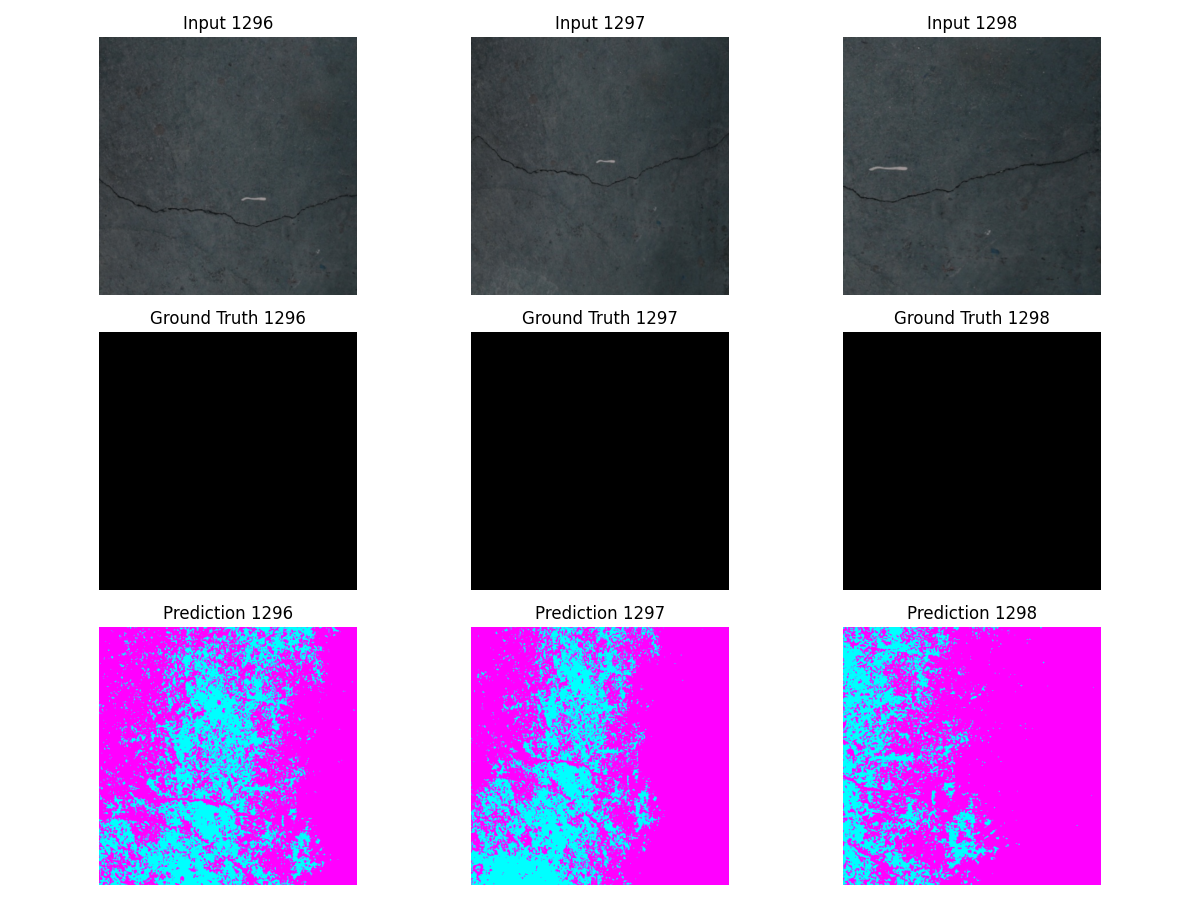 Input 1296
Input 1297
Input 1298
Ground Truth 1296
Ground Truth 1297
Ground Truth 1298
Prediction 1296
Prediction 1297
Prediction 1298